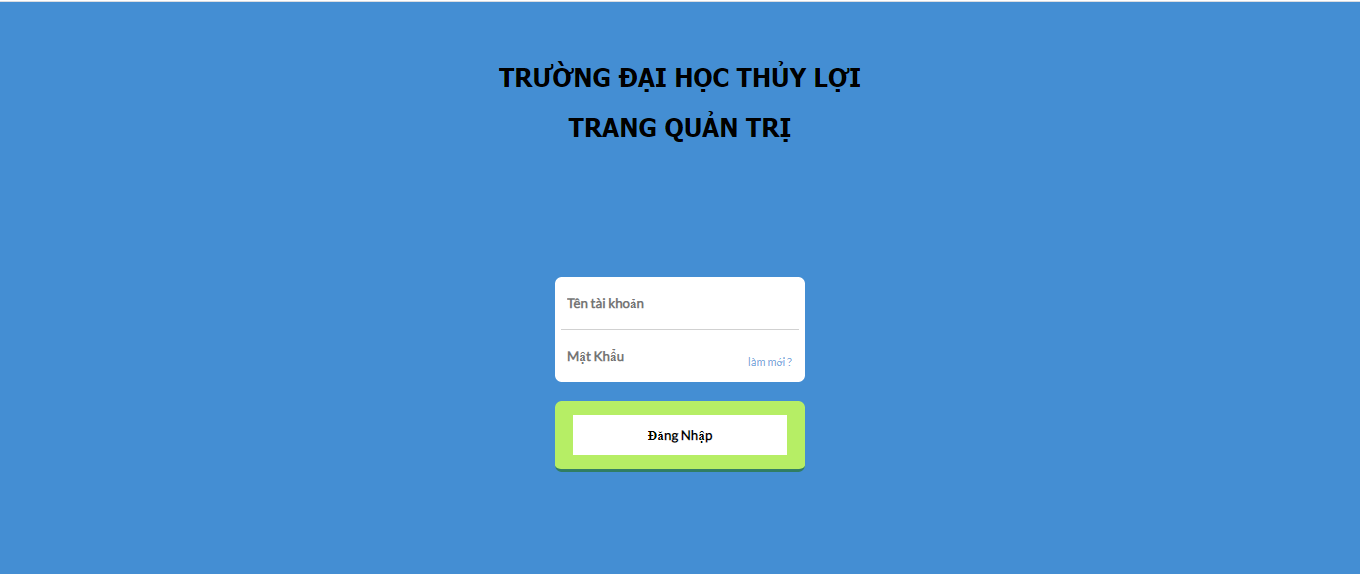 TRƯỜNG ĐẠI HỌC THỦY LỢI
TRANG QUẢN TRỊ
Tên tài khoản
Mật Khẩu
làm mới ?
Đăng Nhập